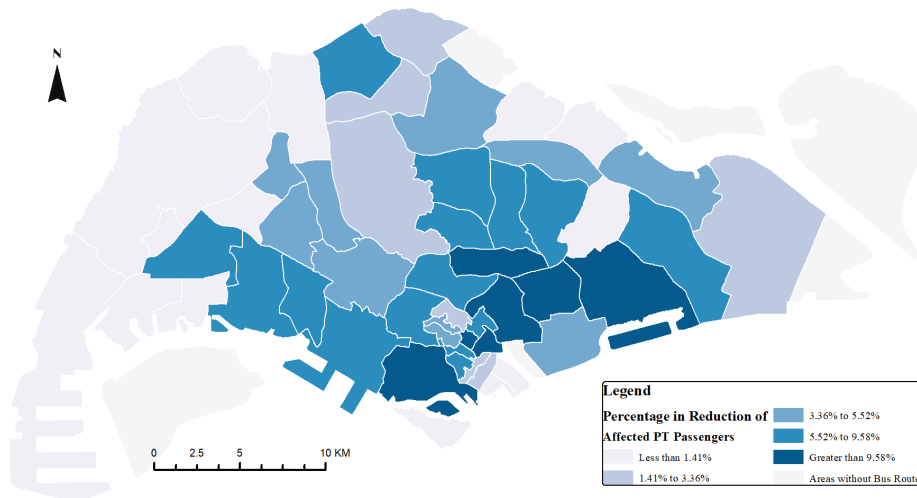 N
0 2.5 5 10 KM
Legend
Percentage in Reduction of
Affected PT Passengers
Less than 1.41%
1.41% to 3.36%
3.36% to 5.52%
5.52% to 9.58%
Greater than 9.58%
Areas without Bus Route